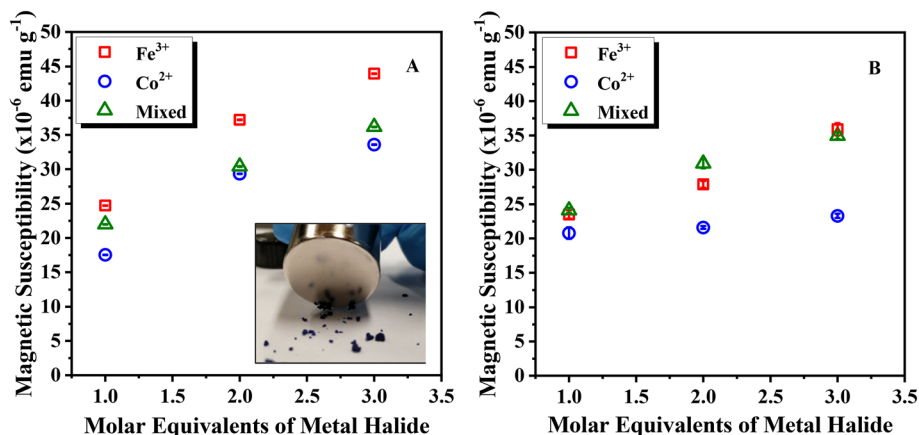 Magnetic Susceptibility (x10⁻⁶ emu g⁻¹)
50
45
40
35
30
25
20
15
10
5
0
Fe³⁺
Co²⁺
Mixed
A
1.0 1.5 2.0 2.5 3.0 3.5
Molar Equivalents of Metal Halide
Magnetic Susceptibility (x10⁻⁶ emu g⁻¹)
50
45
40
35
30
25
20
15
10
5
0
Fe³⁺
Co²⁺
Mixed
B
1.0 1.5 2.0 2.5 3.0 3.5
Molar Equivalents of Metal Halide